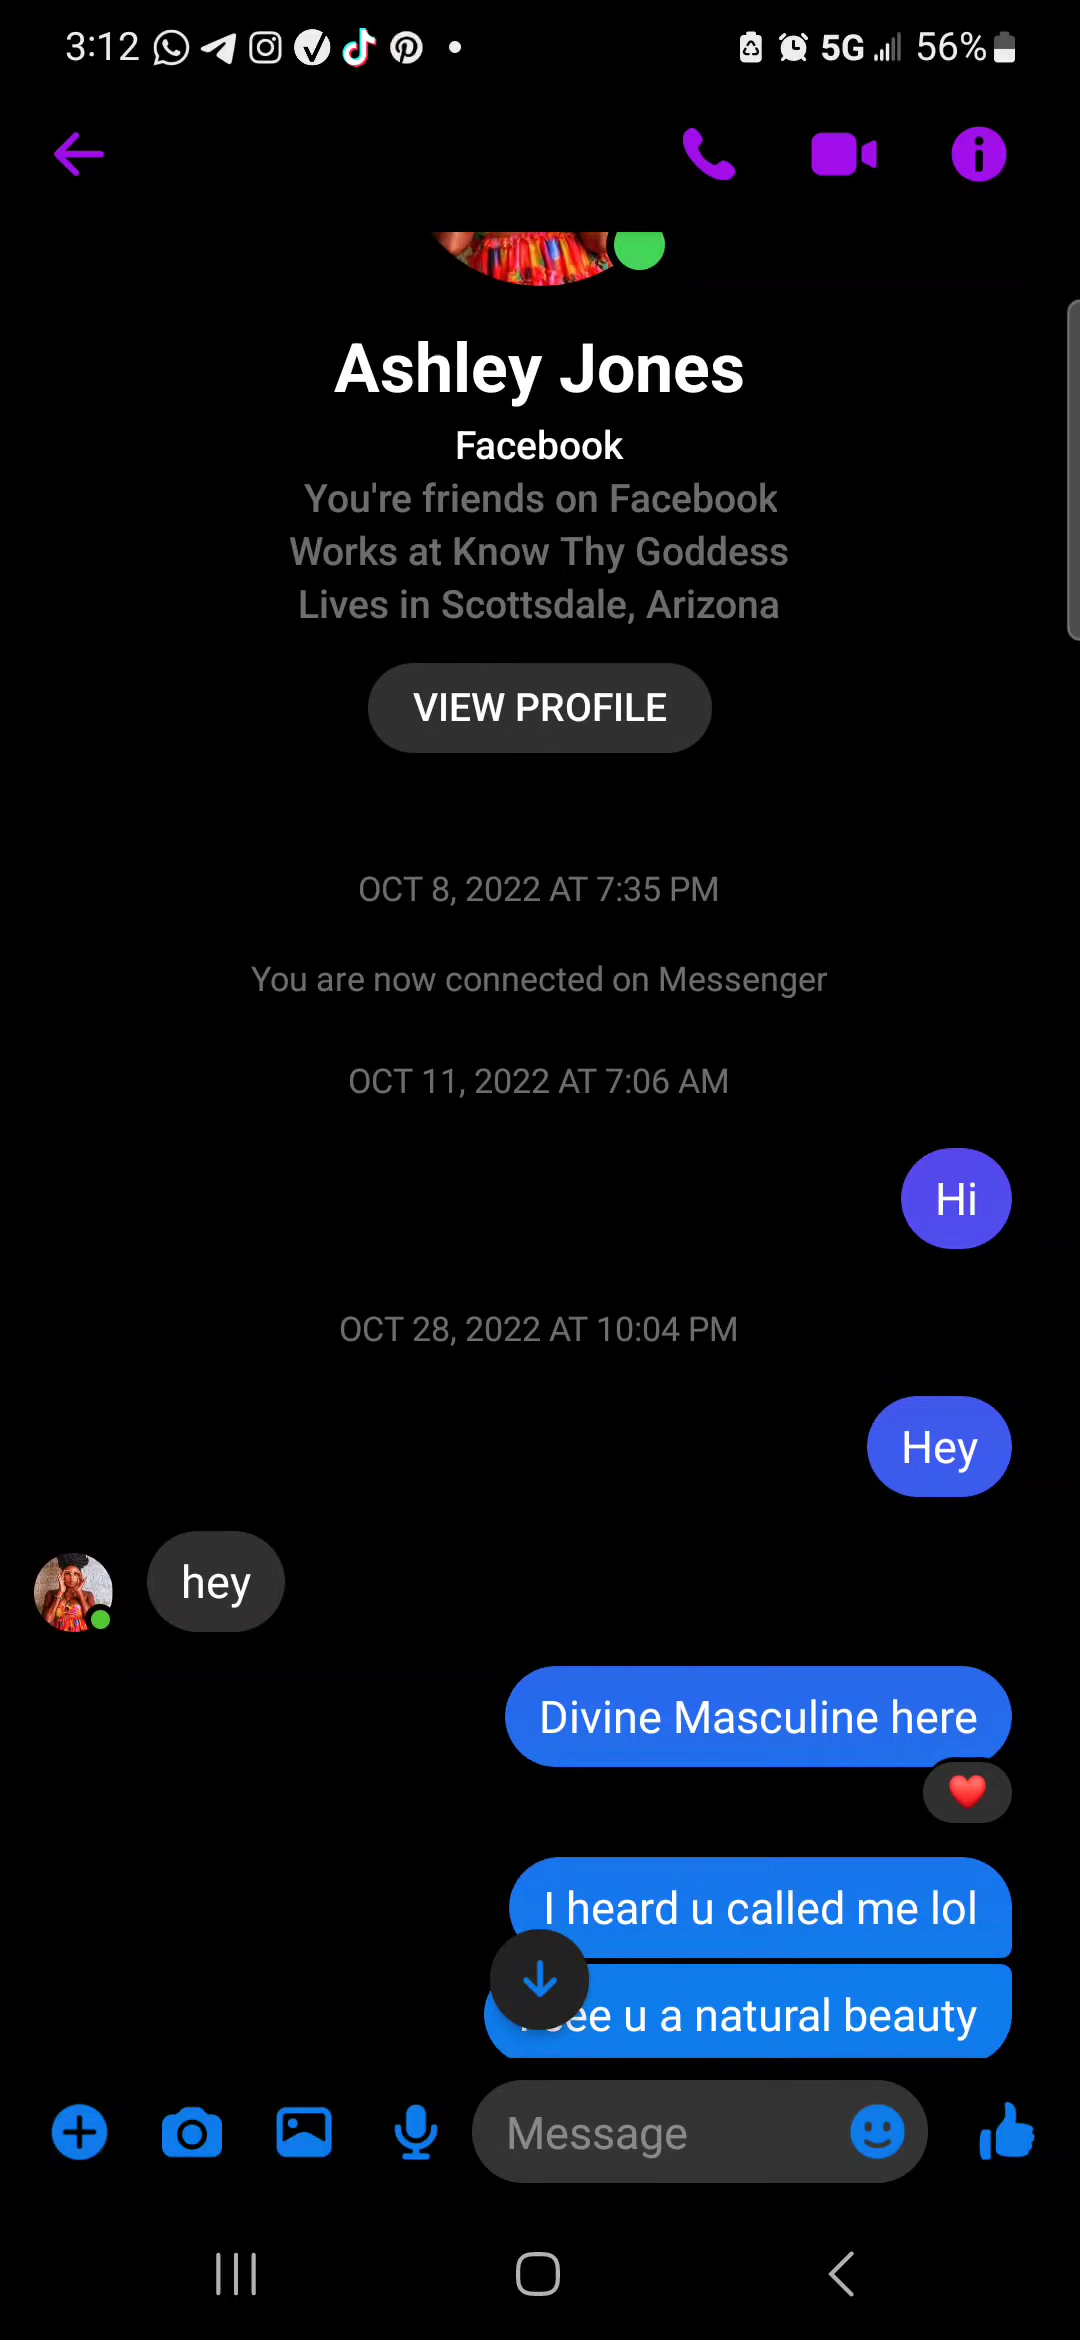 3:12
5G 56%
Ashley Jones
Facebook
You're friends on Facebook
Works at Know Thy Goddess
Lives in Scottsdale, Arizona
VIEW PROFILE
OCT 8, 2022 AT 7:35 PM
You are now connected on Messenger
OCT 11, 2022 AT 7:06 AM
Hi
OCT 28, 2022 AT 10:04 PM
Hey
hey
Divine Masculine here
I heard u called me lol
see u a natural beauty
Message